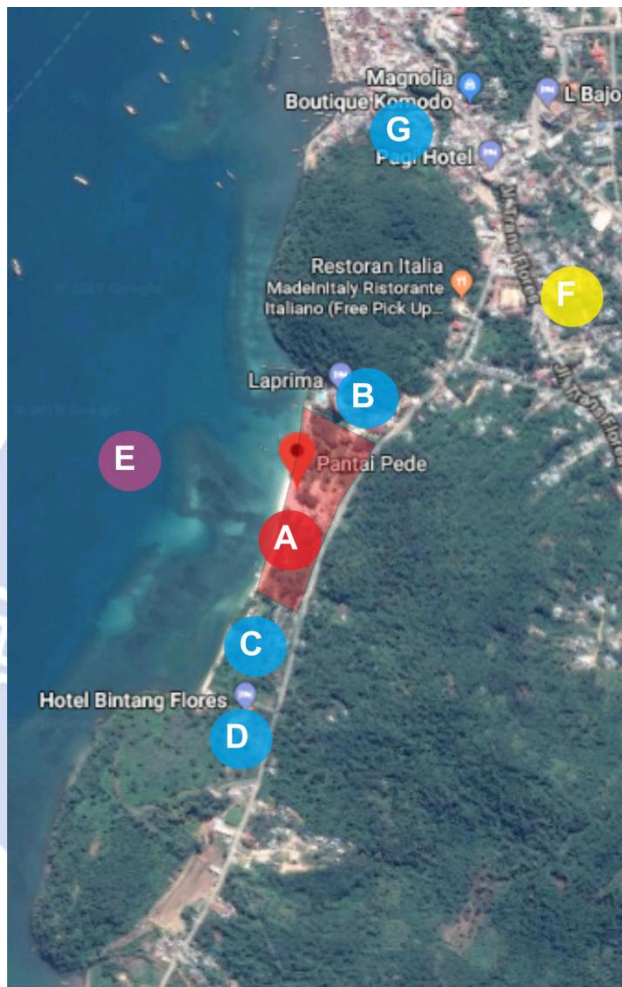 Magnolia
Boutique Komodo
L Bajo
G
Pagi Hotel
Restoran Italia
MadeInItaly Ristorante
Italiano (Free Pick Up...
F
Laprima
B
E
Pantai Pede
A
C
Hotel Bintang Flores
D